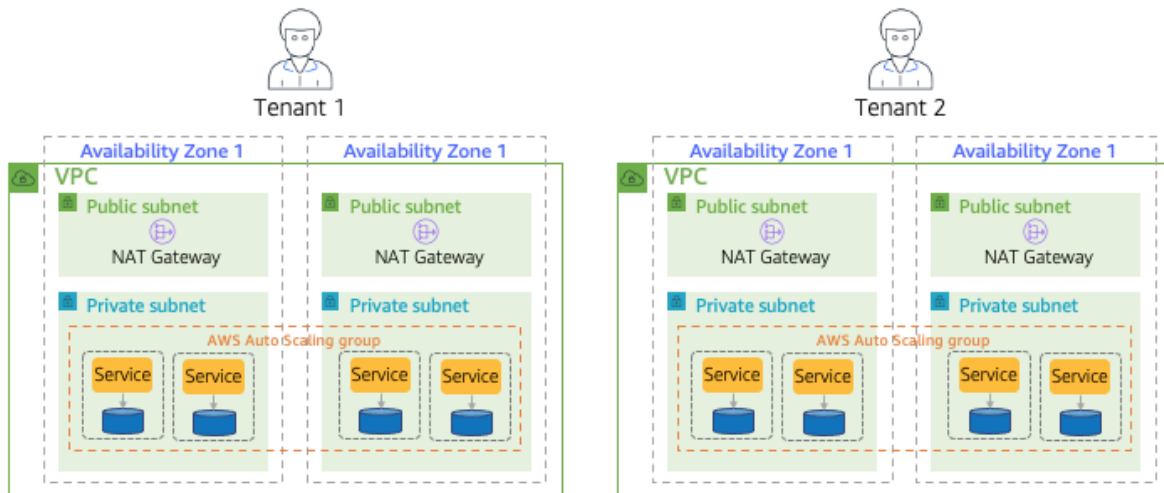 Tenant 1
Tenant 2
Availability Zone 1
Availability Zone 1
Availability Zone 1
Availability Zone 1
VPC
VPC
Public subnet
Public subnet
Public subnet
Public subnet
NAT Gateway
NAT Gateway
NAT Gateway
NAT Gateway
Private subnet
Private subnet
Private subnet
Private subnet
AWS Auto Scaling group
AWS Auto Scaling group
Service
Service
Service
Service
Service
Service
Service
Service